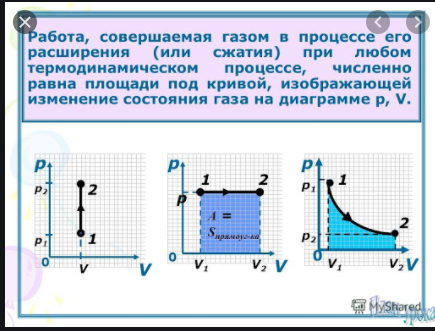 Работа, совершаемая газом в процессе его
расширения (или сжатия) при любом
термодинамическом процессе, численно
равна площади под кривой, изображающей
изменение состояния газа на диаграмме p, V.
p
p₂
2
p₁
1
0
V
V
p
1
2
p
A =
Sпрямоуг-ка
0
V₁
V₂
V
p
p₁
1
p₂
2
0
V₁
V₂
V
MyShared